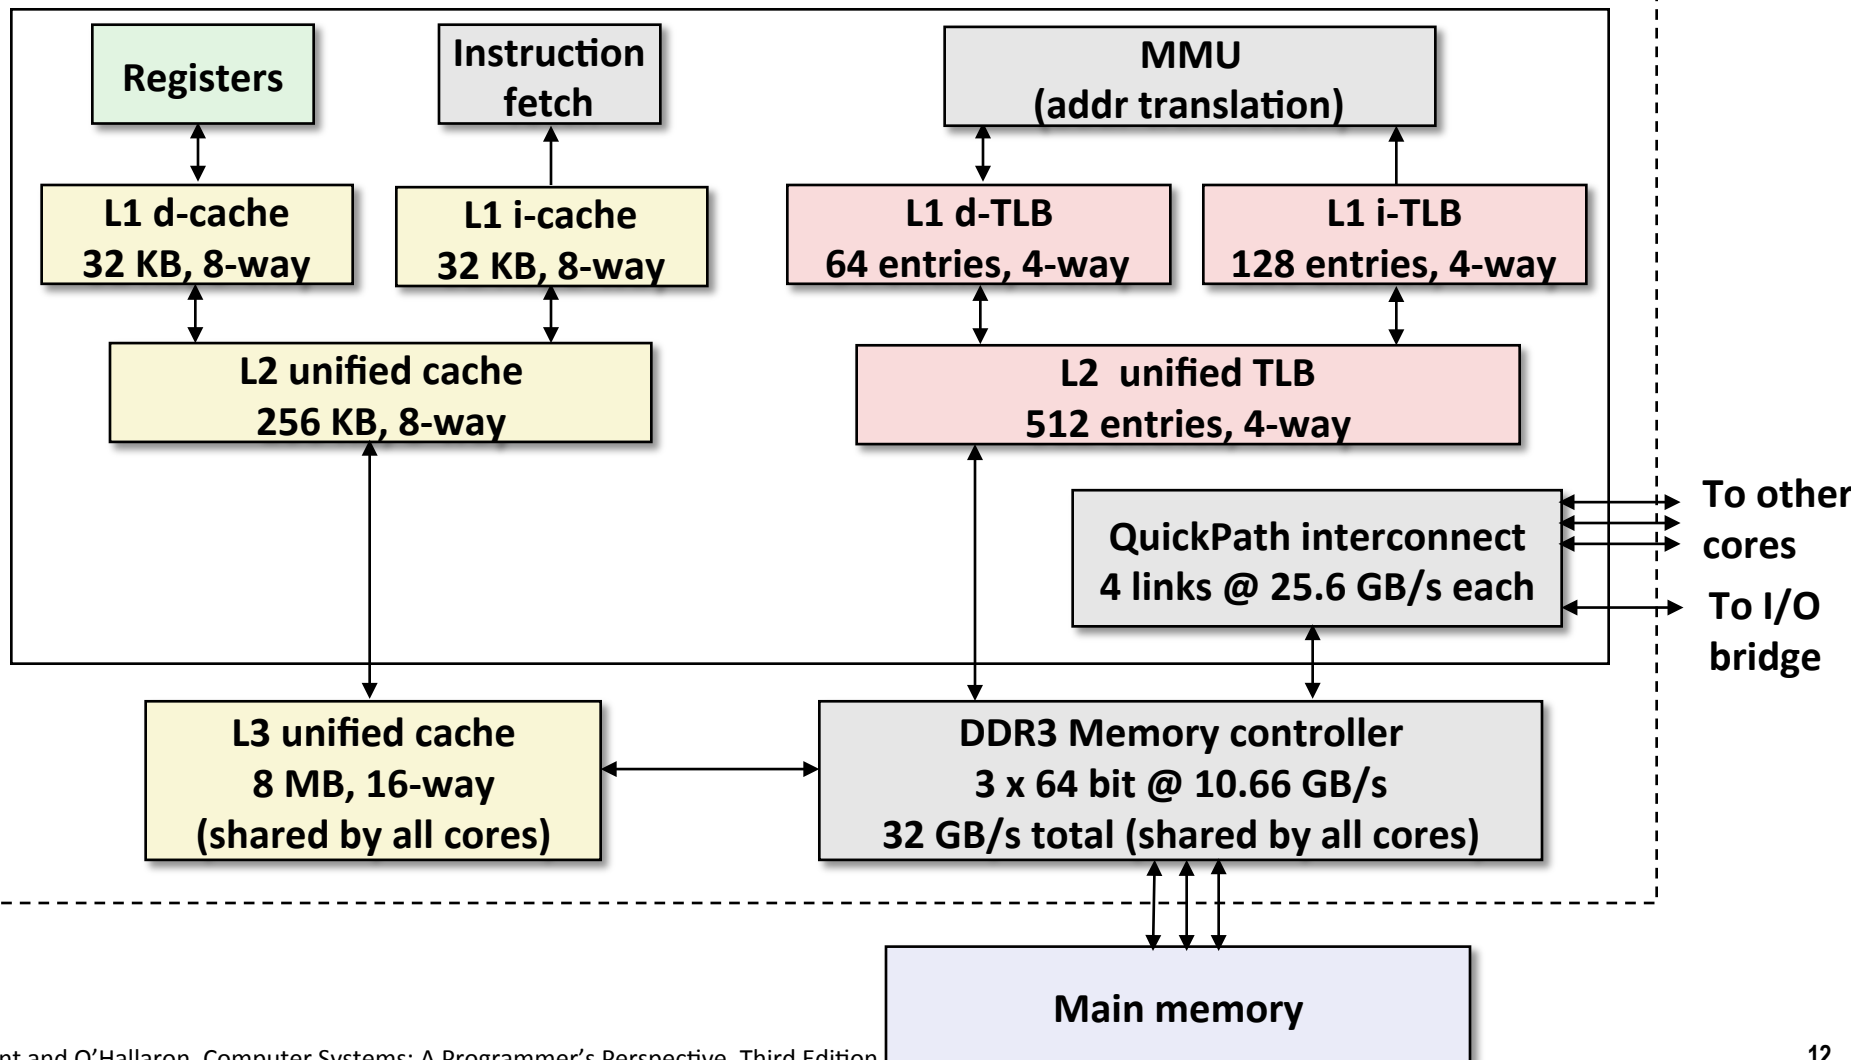 Registers
Instruction
fetch
MMU
(addr translation)
L1 d-cache
32 KB, 8-way
L1 i-cache
32 KB, 8-way
L1 d-TLB
64 entries, 4-way
L1 i-TLB
128 entries, 4-way
L2 unified cache
256 KB, 8-way
L2 unified TLB
512 entries, 4-way
QuickPath interconnect
4 links @ 25.6 GB/s each
To other
cores
To I/O
bridge
L3 unified cache
8 MB, 16-way
(shared by all cores)
DDR3 Memory controller
3 x 64 bit @ 10.66 GB/s
32 GB/s total (shared by all cores)
Main memory
nt and O'Hallaron, Computer Systems: A Programmer's Perspective, Third Edition
12